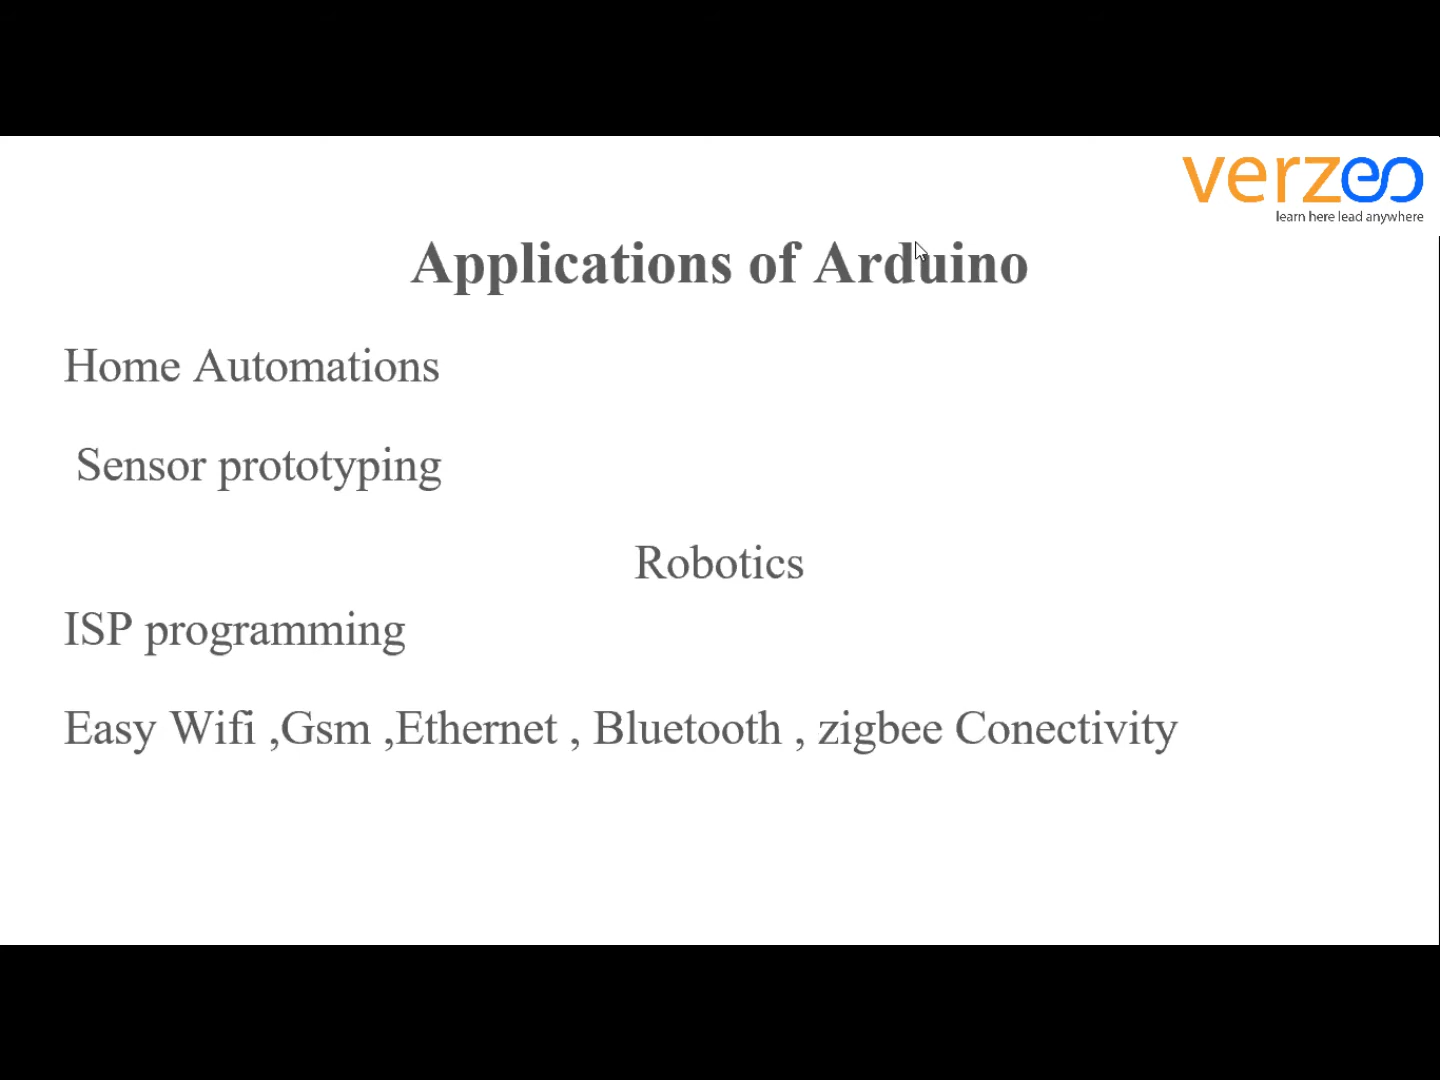 verzeo
learn here lead anywhere
Applications of Arduino
Home Automations
Sensor prototyping
Robotics
ISP programming
Easy Wifi ,Gsm ,Ethernet , Bluetooth , zigbee Conectivity